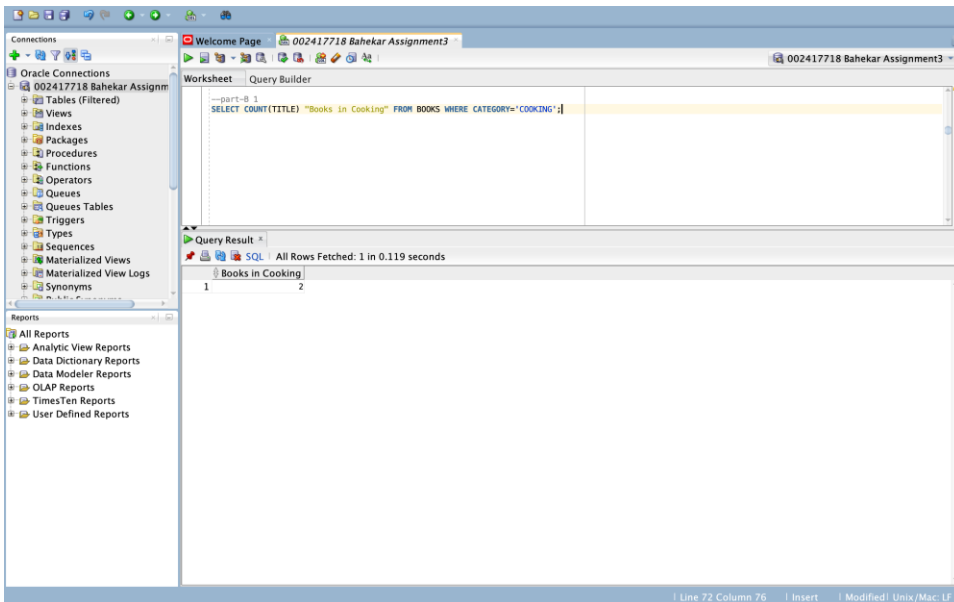 Connections
Oracle Connections
002417718 Bahekar Assignm
Tables (Filtered)
Views
Indexes
Packages
Procedures
Functions
Operators
Queues
Queues Tables
Triggers
Types
Sequences
Materialized Views
Materialized View Logs
Synonyms
Reports
All Reports
Analytic View Reports
Data Dictionary Reports
Data Modeler Reports
OLAP Reports
TimesTen Reports
User Defined Reports
Welcome Page
002417718 Bahekar Assignment3
002417718 Bahekar Assignment3
Worksheet Query Builder
--part-B 1
SELECT COUNT(TITLE) "Books in Cooking" FROM BOOKS WHERE CATEGORY='COOKING';
Query Result
SQL All Rows Fetched: 1 in 0.119 seconds
Books in Cooking
1 2
Line 72 Column 76 Insert Modified Unix/Mac: LF